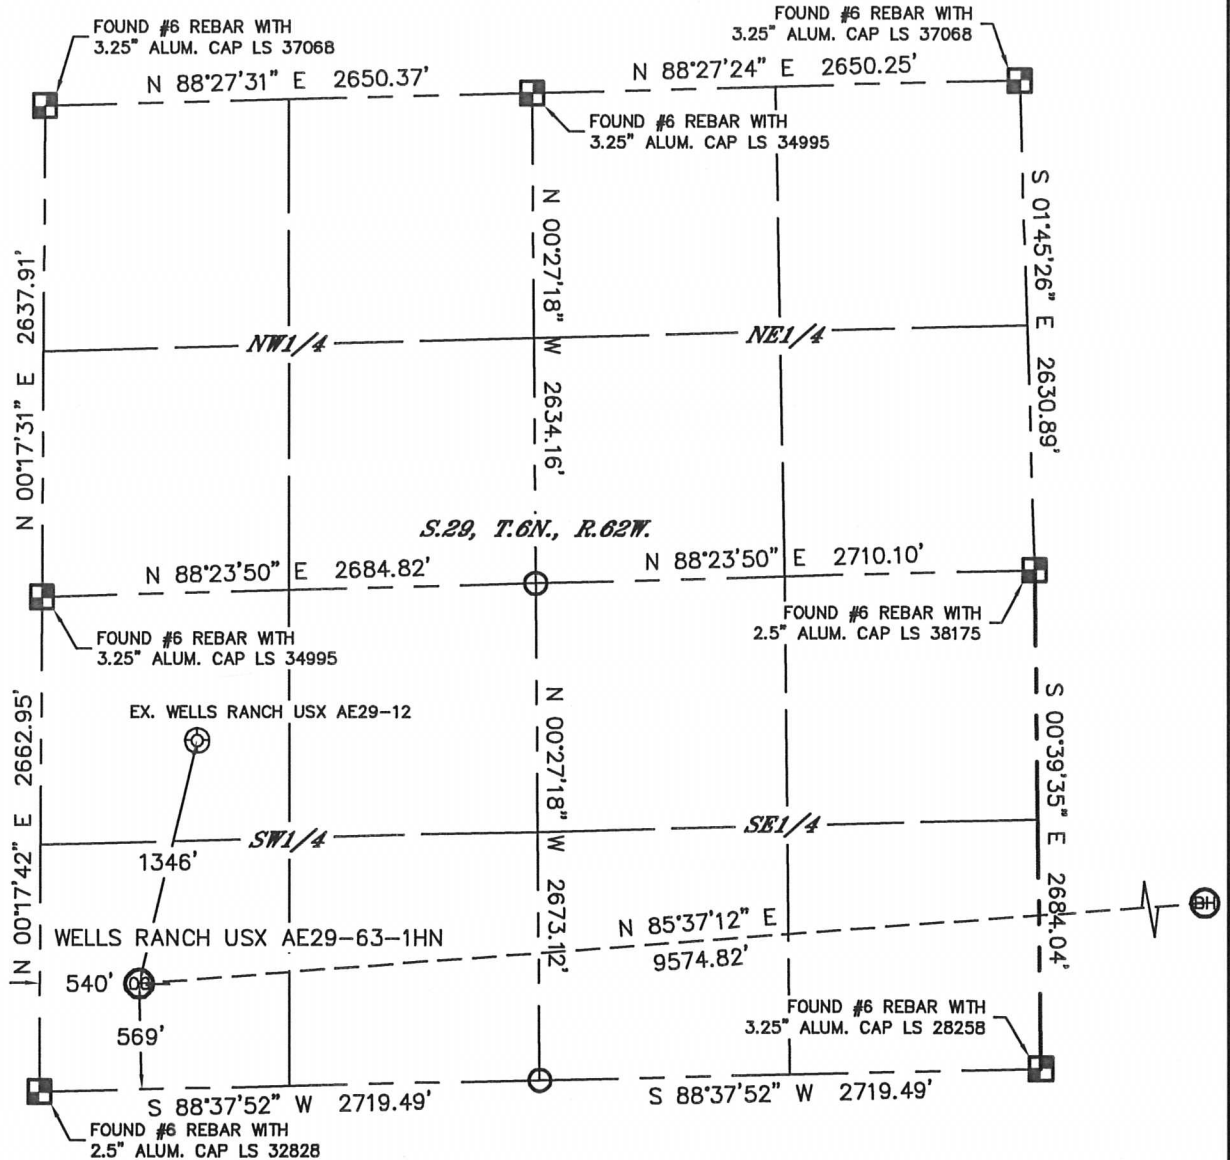 FOUND #6 REBAR WITH
3.25" ALUM. CAP LS 37068
FOUND #6 REBAR WITH
3.25" ALUM. CAP LS 37068
N 88°27'31" E 2650.37'
N 88°27'24" E 2650.25'
FOUND #6 REBAR WITH
3.25" ALUM. CAP LS 34995
N 00°17'31" E 2637.91'
N 00°27'18" W 2634.16'
S 01°45'26" E 2630.89'
NW1/4
NE1/4
S.29, T.6N., R.62W.
N 88°23'50" E 2684.82'
N 88°23'50" E 2710.10'
FOUND #6 REBAR WITH
3.25" ALUM. CAP LS 34995
FOUND #6 REBAR WITH
2.5" ALUM. CAP LS 38175
EX. WELLS RANCH USX AE29-12
N 00°17'42" E 2662.95'
N 00°27'18" W 2673.12'
S 00°39'35" E 2684.04'
SW1/4
SE1/4
1346'
WELLS RANCH USX AE29-63-1HN
N 85°37'12" E
9574.82'
BH
540'
569'
FOUND #6 REBAR WITH
3.25" ALUM. CAP LS 28258
S 88°37'52" W 2719.49'
S 88°37'52" W 2719.49'
FOUND #6 REBAR WITH
2.5" ALUM. CAP LS 32828